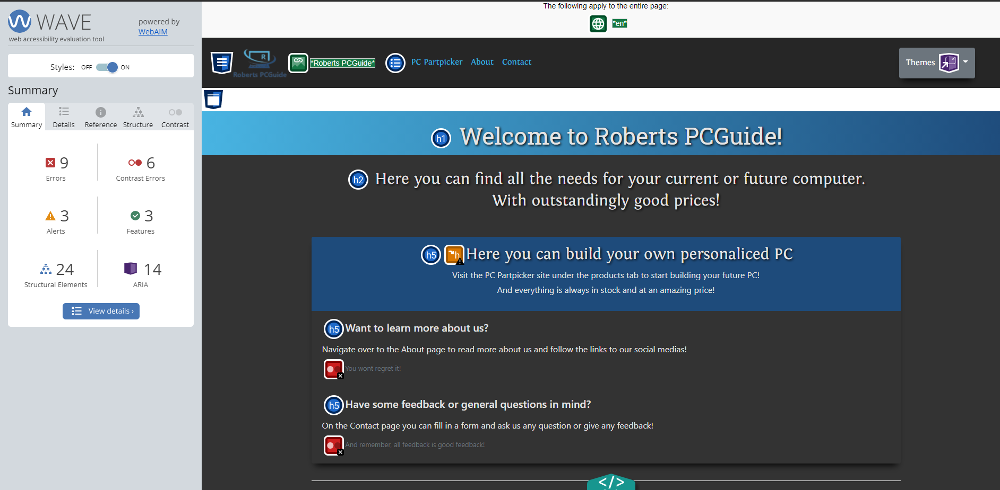 WAVE
web accessibility evaluation tool
powered by
WebAIM
Styles: OFF ON
Summary
Summary Details Reference Structure Contrast
9
Errors
6
Contrast Errors
3
Alerts
3
Features
24
Structural Elements
14
ARIA
View details ›
The following apply to the entire page:
*en*
R
Roberts PCGuide
*Roberts PCGuide*
PC Partpicker About Contact
Themes
h1 Welcome to Roberts PCGuide!
h2 Here you can find all the needs for your current or future computer.
With outstandingly good prices!
h5 h Here you can build your own personaliced PC
Visit the PC Partpicker site under the products tab to start building your future PC!
And everything is always in stock and at an amazing price!
h5 Want to learn more about us?
Navigate over to the About page to read more about us and follow the links to our social medias!
You wont regret it!
h5 Have some feedback or general questions in mind?
On the Contact page you can fill in a form and ask us any question or give any feedback!
And remember, all feedback is good feedback!
</>